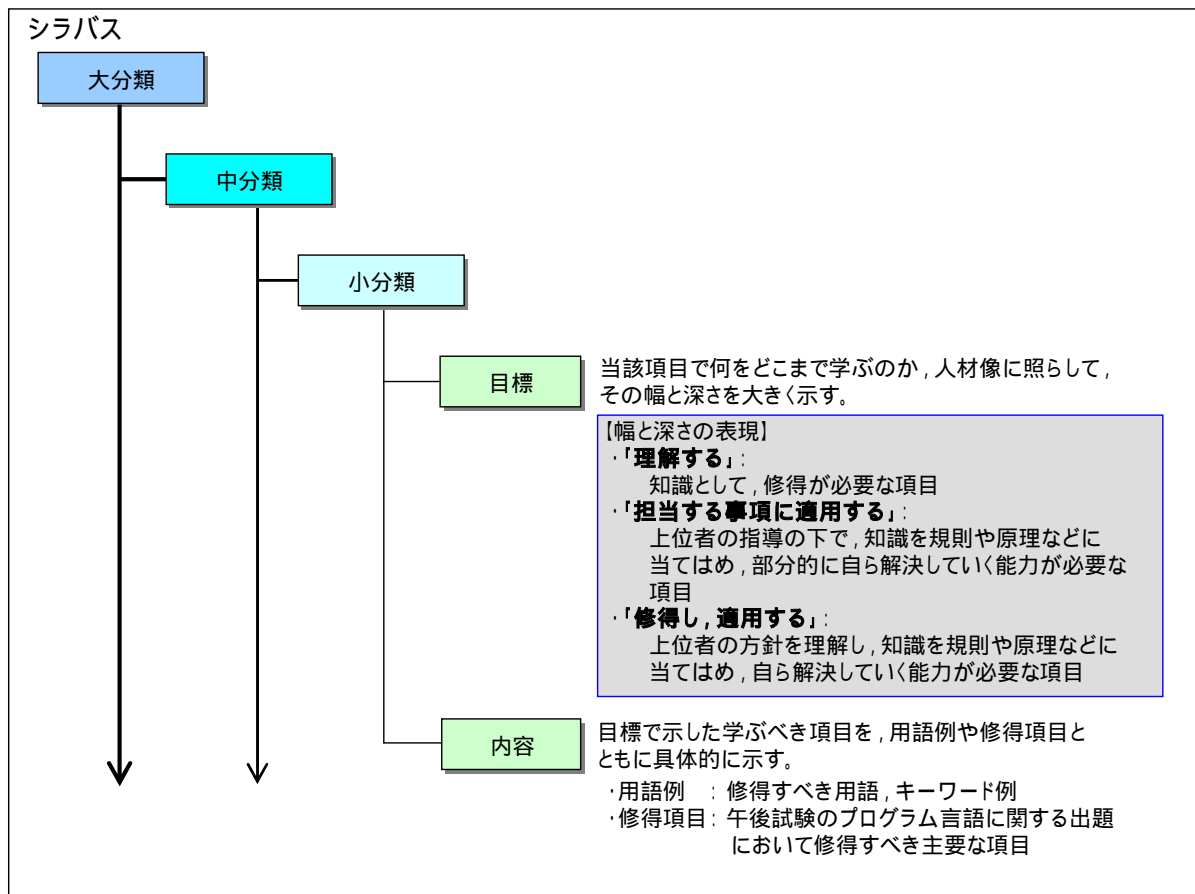 シラバス
大分類
中分類
小分類
目標
当該項目で何をどこまで学ぶのか,人材像に照らして,
その幅と深さを大きく示す。
【幅と深さの表現】
・「理解する」:
知識として,修得が必要な項目
・「担当する事項に適用する」:
上位者の指導の下で,知識を規則や原理などに
当てはめ,部分的に自ら解決していく能力が必要な
項目
・「修得し,適用する」:
上位者の方針を理解し,知識を規則や原理などに
当てはめ,自ら解決していく能力が必要な項目
内容
目標で示した学ぶべき項目を,用語例や修得項目と
ともに具体的に示す。
・用語例 : 修得すべき用語,キーワード例
・修得項目: 午後試験のプログラム言語に関する出題
において修得すべき主要な項目